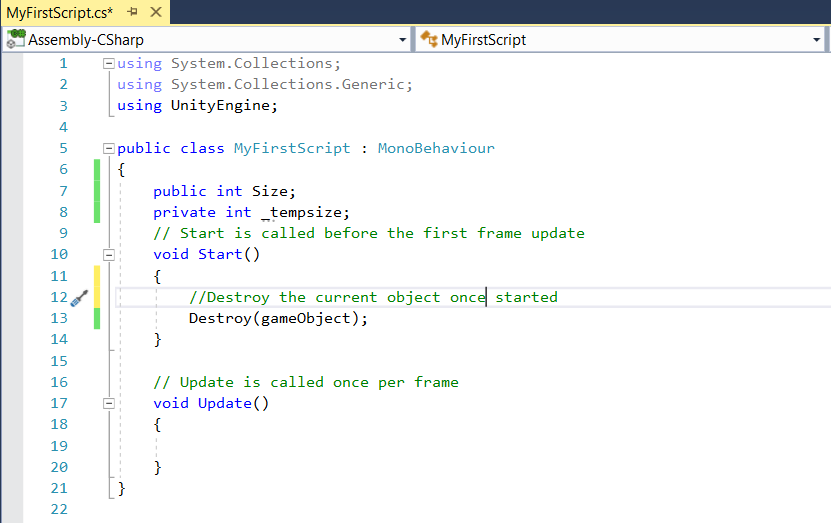 MyFirstScript.cs*
Assembly-CSharp MyFirstScript
1 using System.Collections;
2 using System.Collections.Generic;
3 using UnityEngine;
4
5 public class MyFirstScript : MonoBehaviour
6 {
7 public int Size;
8 private int _tempsize;
9 // Start is called before the first frame update
10 void Start()
11 {
12 //Destroy the current object once started
13 Destroy(gameObject);
14 }
15
16 // Update is called once per frame
17 void Update()
18 {
19
20 }
21 }
22